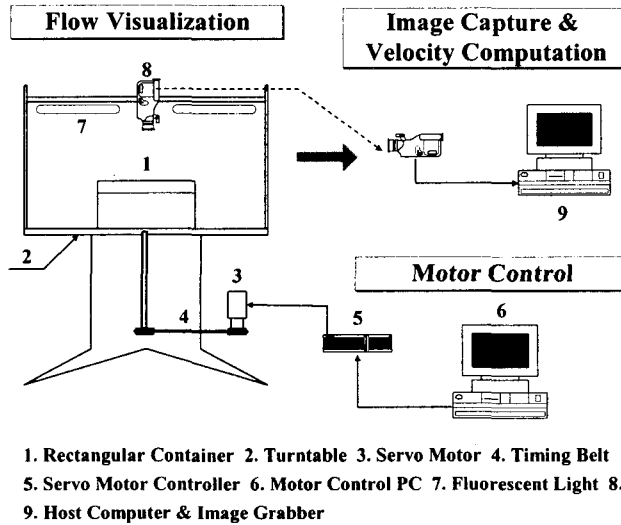 Flow Visualization
Image Capture &
Velocity Computation
8
7
1
9
2
3
Motor Control
4
5
6
1. Rectangular Container 2. Turntable 3. Servo Motor 4. Timing Belt
5. Servo Motor Controller 6. Motor Control PC 7. Fluorescent Light 8.
9. Host Computer & Image Grabber